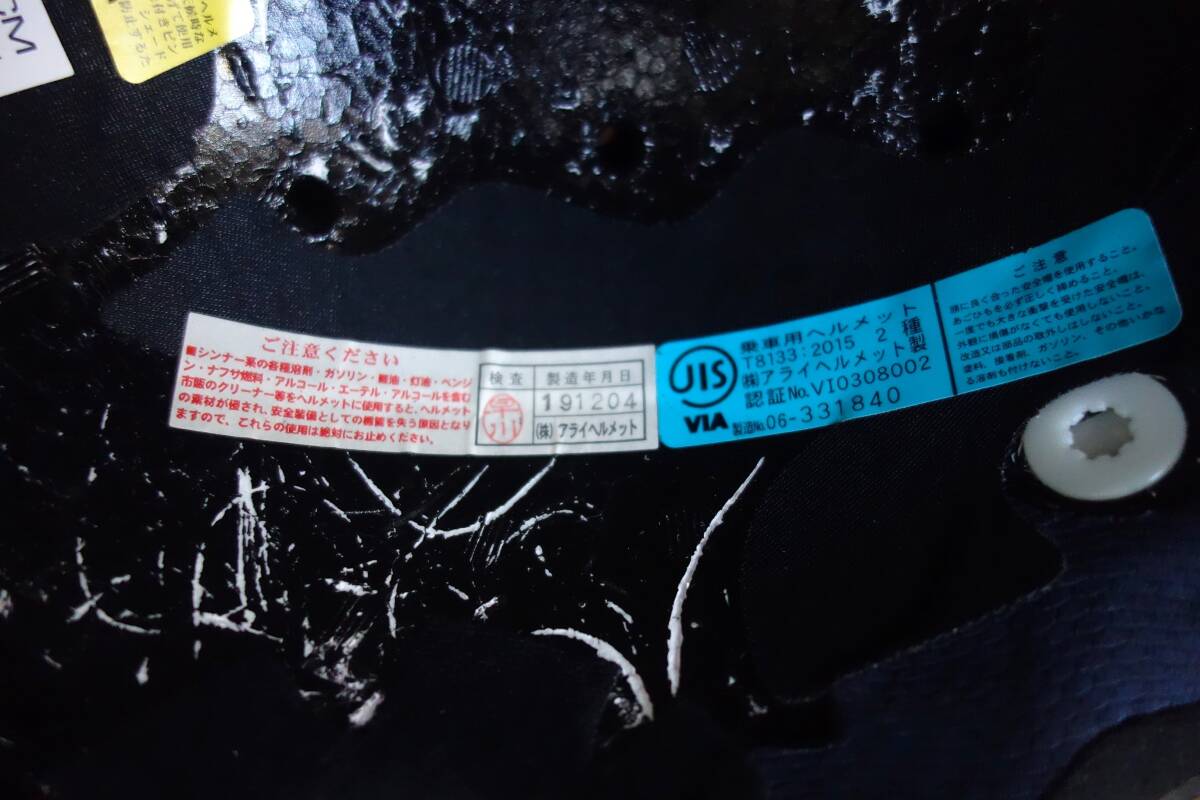 ご注意ください
■シンナー系の各種溶剤・ガソリン・軽油・灯油・ベンジ
ン・ナフサ燃料・アルコール・エーテル・アルコールを含む
市販のクリーナー等をヘルメットに使用すると、ヘルメット
の素材が侵され、安全装備としての機能を失う原因となり
ますので、これらの使用は絶対にお止めください。
検査
製造年月日
191204
(株)アライヘルメット
JIS
VIA
乗車用ヘルメット
T8133:2015 2種
(株)アライヘルメット製
認証No.VI0308002
製造No.06-331840
ご注意
頭に良く合った安全帽を使用すること。
あごひもを必ず正しく締めること。
一度でも大きな衝撃を受けた安全帽は、
外観に損傷がなくても使用しないこと。
改造又は部品の取外しはしないこと。
塗料、接着剤、ガソリン、その他いかな
る溶剤も付けないこと。